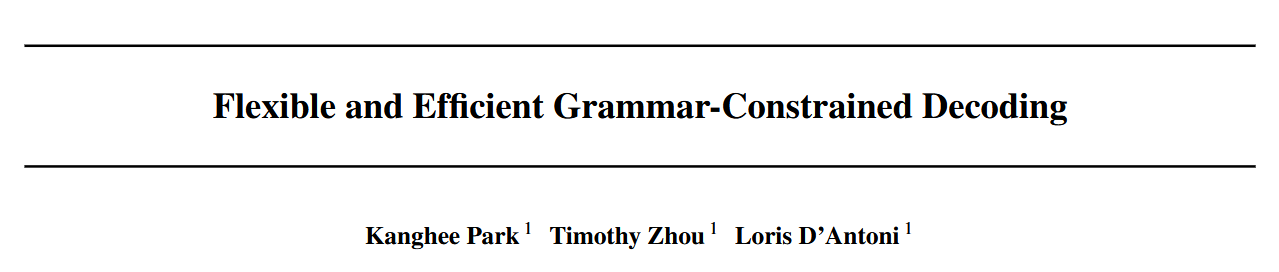 Flexible and Efficient Grammar-Constrained Decoding
Kanghee Park 1 Timothy Zhou 1 Loris D’Antoni 1